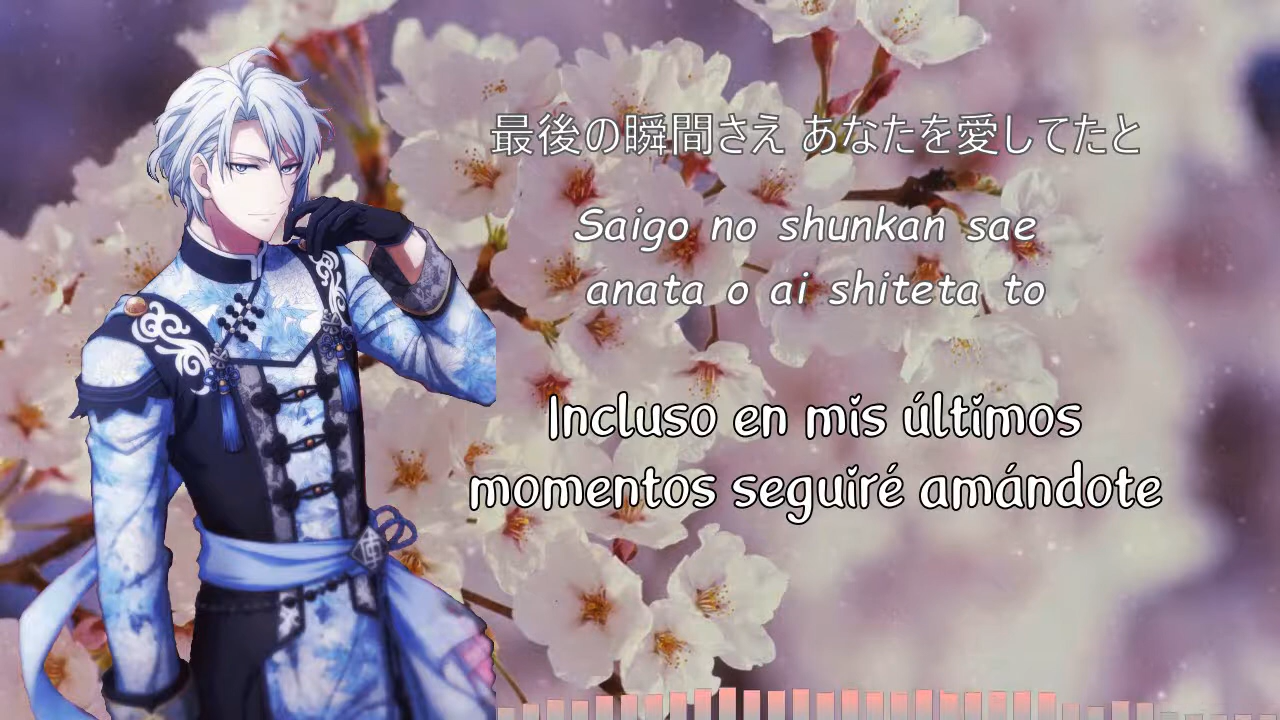 最後の瞬間さえ あなたを愛してたと
Saigo no shunkan sae
anata o ai shiteta to
Incluso en mis últimos
momentos seguiré amándote